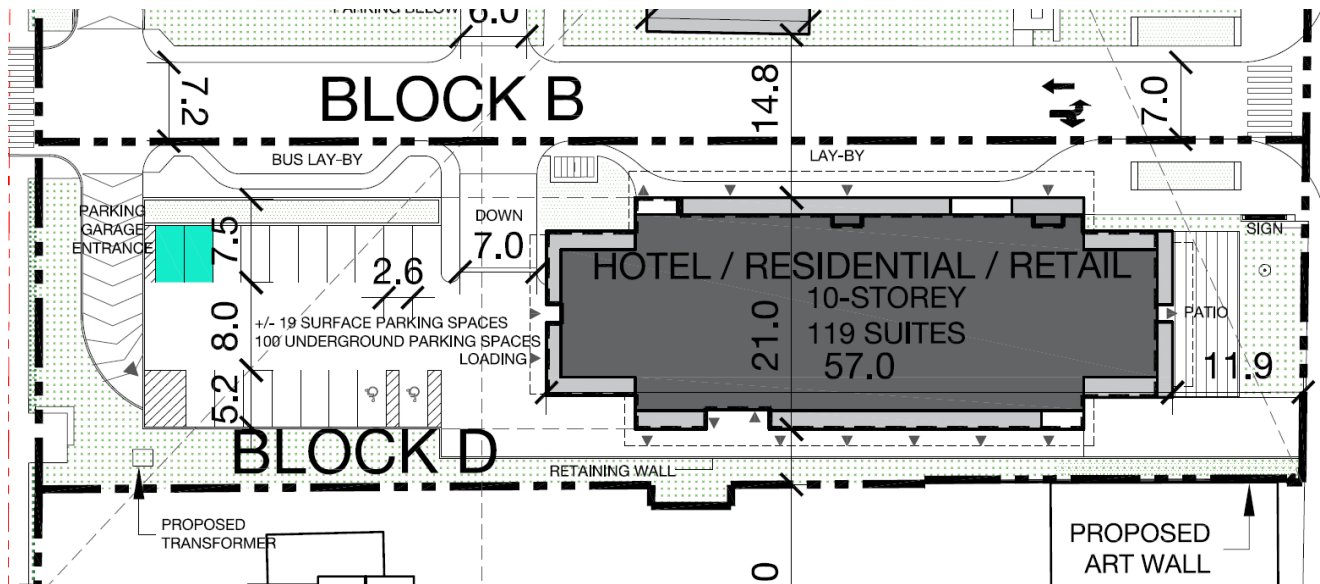 PARKING BELOW
6.0
7.2
BLOCK B
14.8
7.0
BUS LAY-BY
LAY-BY
PARKING
GARAGE
ENTRANCE
7.5
DOWN
7.0
SIGN
2.6
HOTEL / RESIDENTIAL / RETAIL
10-STOREY
119 SUITES
57.0
21.0
PATIO
11.9
8.0
+/- 19 SURFACE PARKING SPACES
100 UNDERGROUND PARKING SPACES
LOADING
5.2
BLOCK D
RETAINING WALL
PROPOSED
TRANSFORMER
PROPOSED
ART WALL